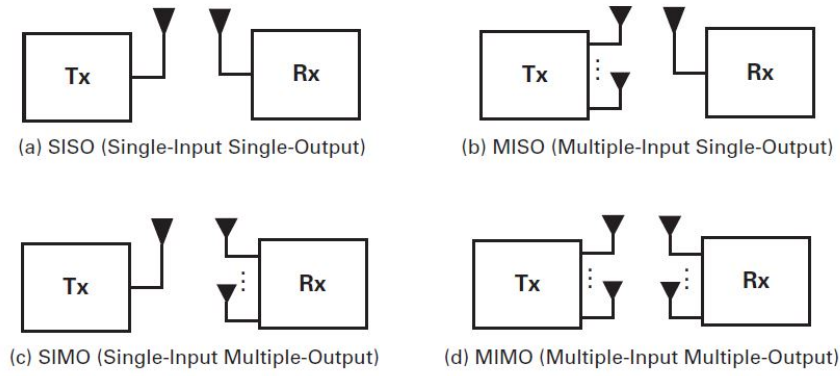 Tx
Rx
Tx
Rx
(a) SISO (Single-Input Single-Output)
(b) MISO (Multiple-Input Single-Output)
Tx
Rx
Tx
Rx
(c) SIMO (Single-Input Multiple-Output)
(d) MIMO (Multiple-Input Multiple-Output)